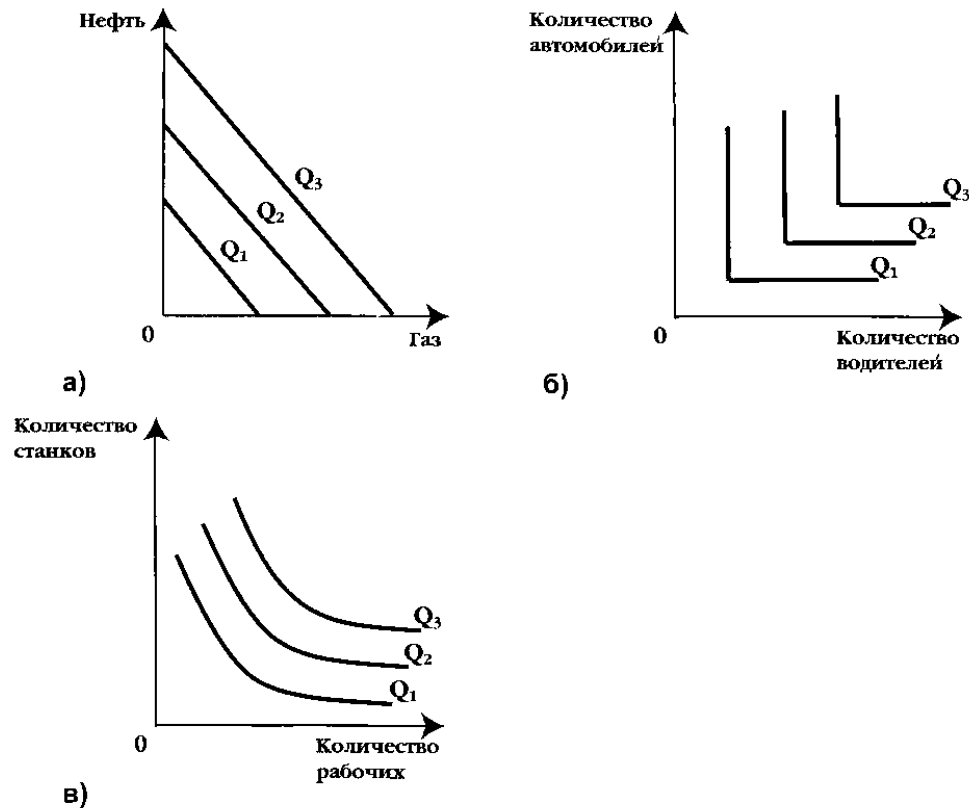 Нефть
Q3
Q2
Q1
0
Газ
а)
Количество
автомобилей
Q3
Q2
Q1
0
Количество
водителей
б)
Количество
станков
Q3
Q2
Q1
0
Количество
рабочих
в)